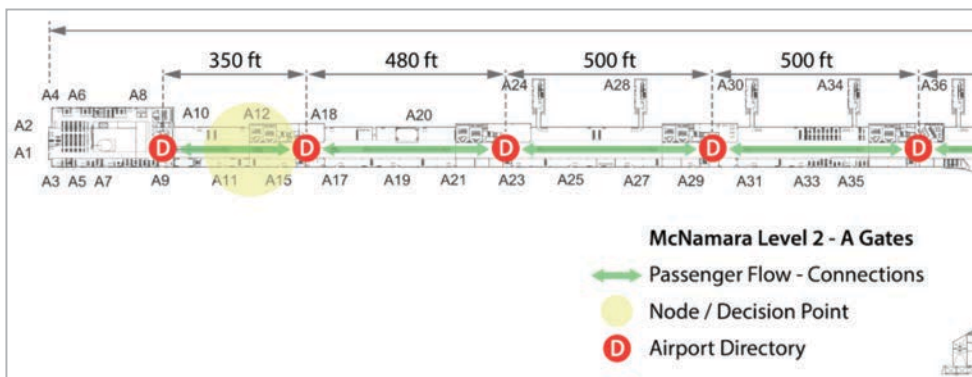 350 ft 480 ft 500 ft 500 ft
A24 A28 A30 A34 A36
A4 A6 A8
A10 A12 A18 A20
A2
D D D D D
A1
A3 A5 A7 A9 A11 A15 A17 A19 A21 A23 A25 A27 A29 A31 A33 A35
McNamara Level 2 - A Gates
Passenger Flow - Connections
Node / Decision Point
D Airport Directory